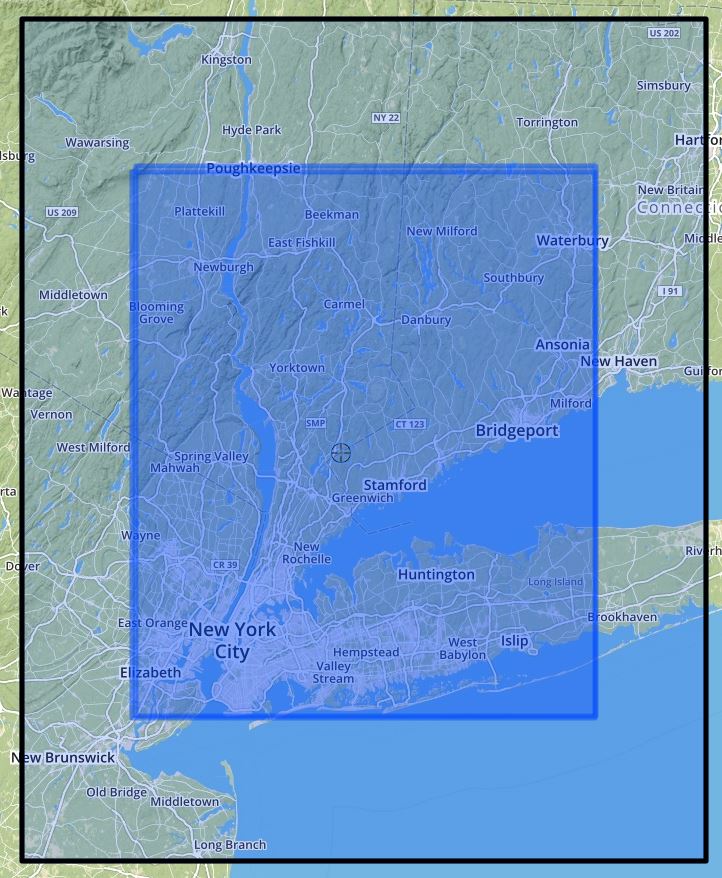 US 202
Kingston
Simsbury
NY 22
Torrington
Hyde Park
Wawarsing
Hartfor
lsburg
Poughkeepsie
New Britain
US 209
Plattekill
Beekman
Connectic
New Milford
East Fishkill
Waterbury
Middle
Newburgh
Southbury
Middletown
I 91
Blooming
Grove
Carmel
rk
Danbury
Ansonia
New Haven
Yorktown
Guilfor
Wantage
Milford
Vernon
SMP
CT 123
Bridgeport
West Milford
Spring Valley
Mahwah
Stamford
rta
Greenwich
Wayne
New
Rochelle
Riverh
Dover
CR 39
Huntington
Long Island
East Orange
Brookhaven
New York
City
West
Babylon
Islip
Hempstead
Elizabeth
Valley
Stream
New Brunswick
Old Bridge
Middletown
Long Branch